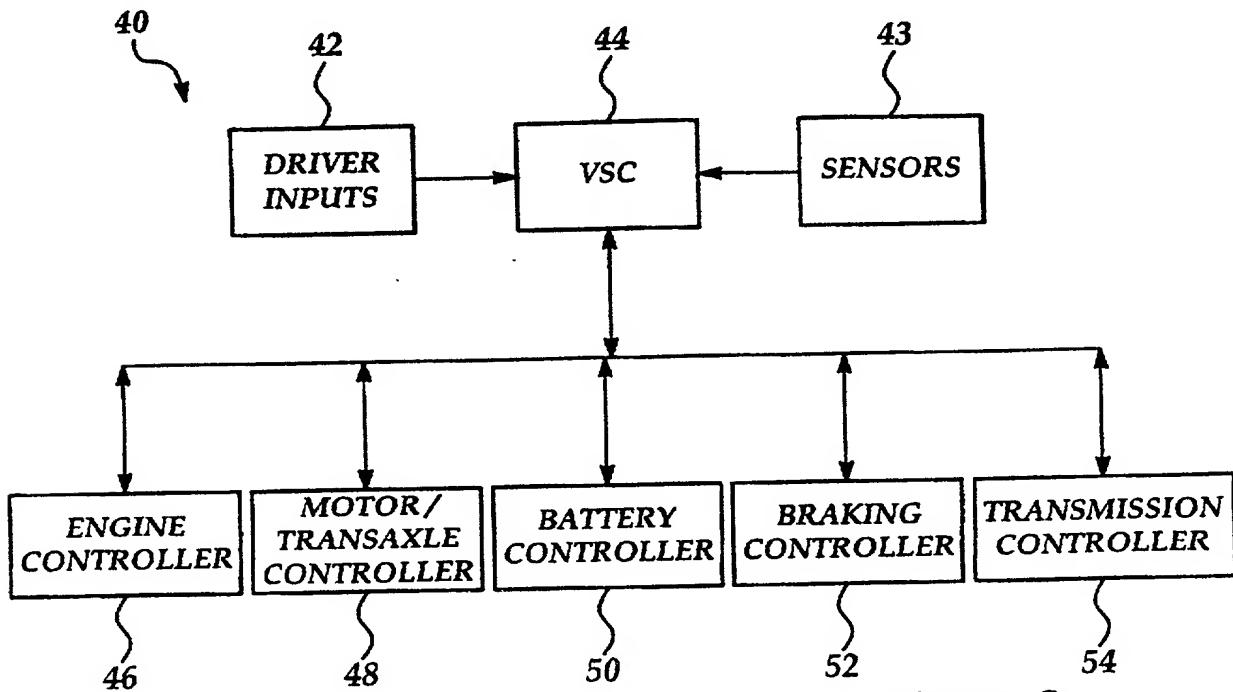 40
42
44
43
DRIVER
INPUTS
VSC
SENSORS
ENGINE
CONTROLLER
MOTOR/
TRANSAXLE
CONTROLLER
BATTERY
CONTROLLER
BRAKING
CONTROLLER
TRANSMISSION
CONTROLLER
46
48
50
52
54